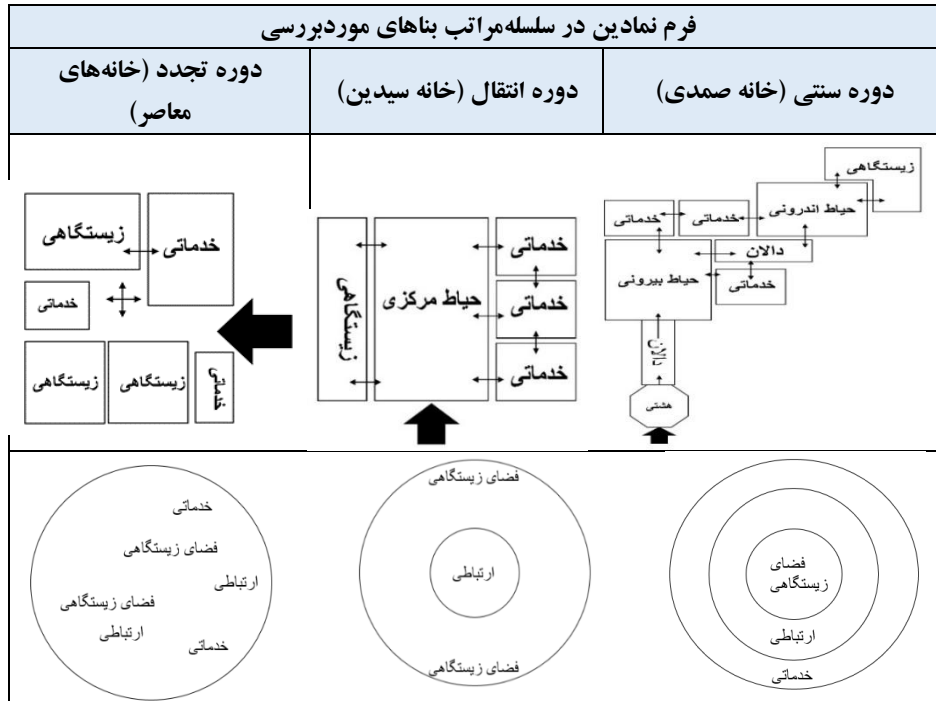 فرم نمادین در سلسله‌مراتب بناهای موردبررسی
دوره سنتی (خانه صمدی)
دوره انتقال (خانه سیدین)
دوره تجدد (خانه‌های
معاصر)
زیستگاهی
حیاط اندرونی
خدماتی
خدماتی
دالان
حیاط بیرونی
خدماتی
دالان
هشتی
خدماتی
خدماتی
خدماتی
حیاط مرکزی
زیستگاهی
خدماتی
زیستگاهی
خدماتی
خدماتی
زیستگاهی
زیستگاهی
فضای
زیستگاهی
ارتباطی
خدماتی
فضای زیستگاهی
ارتباطی
فضای زیستگاهی
خدماتی
فضای زیستگاهی
ارتباطی
فضای زیستگاهی
ارتباطی
خدماتی